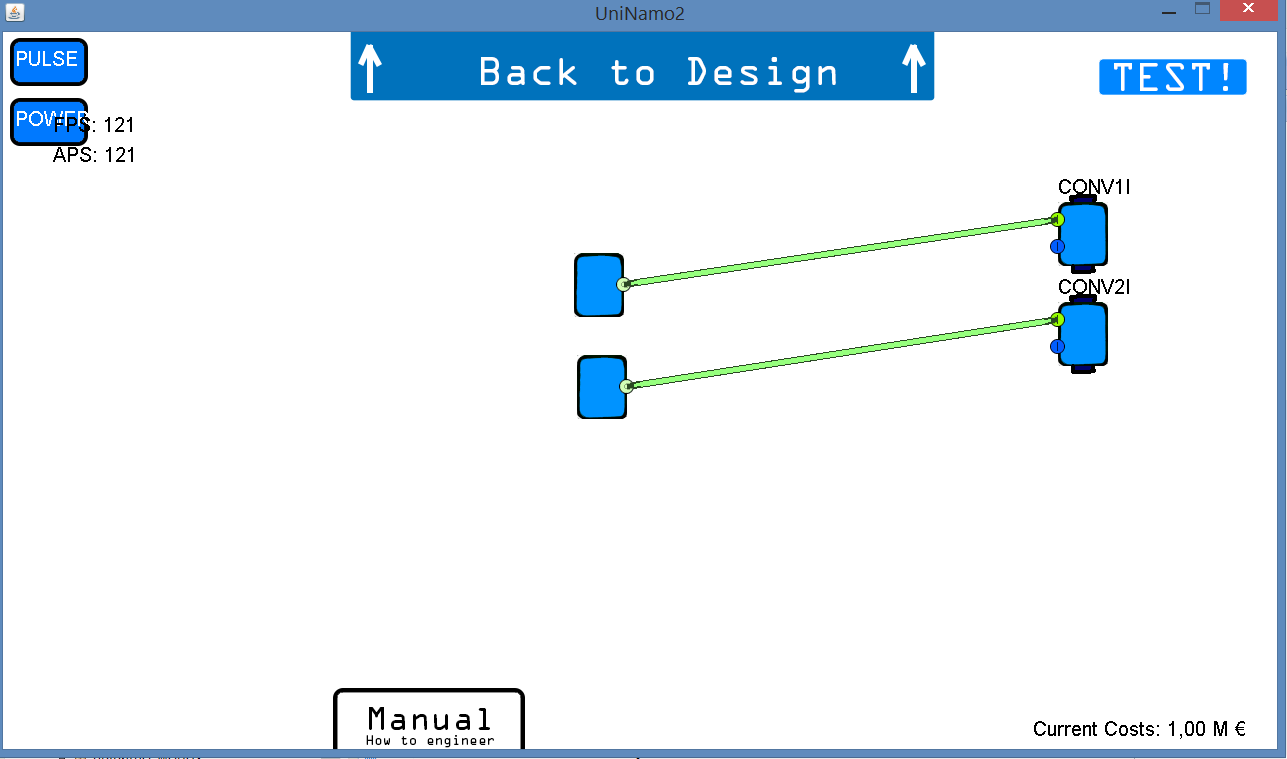 UniNamo2
PULSE
Back to Design
TEST!
POWER
FPS: 121
APS: 121
CONV1I
CONV2I
Manual
How to engineer
Current Costs: 1,00 M €